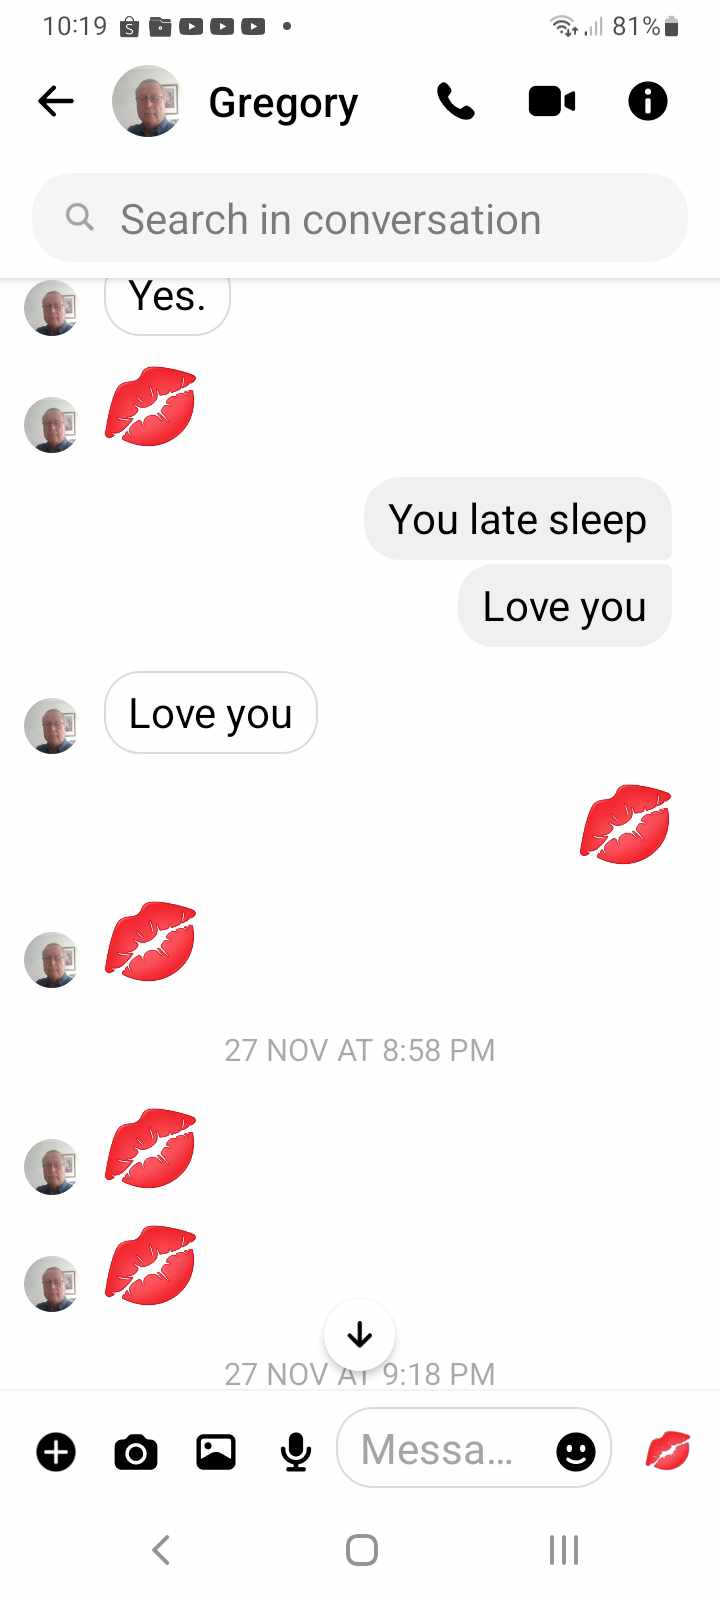 10:19
81%
Gregory
Search in conversation
Yes.
You late sleep
Love you
Love you
27 NOV AT 8:58 PM
27 NOV AT 9:18 PM
Messa...